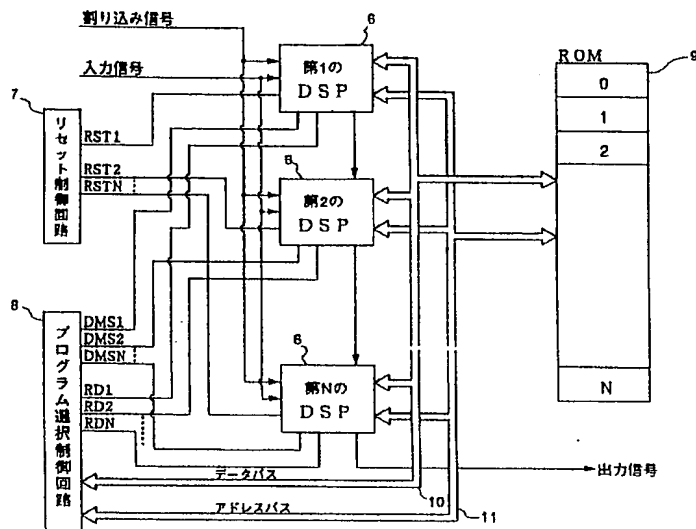 割り込み信号
入力信号
7
リセット制御回路
RST1
RST2
RSTN
6
第1の
DSP
6
第2の
DSP
6
第Nの
DSP
ROM
9
0
1
2
N
8
プログラム選択制御回路
DMS1
DMS2
DMSN
RD1
RD2
RDN
データバス
10
アドレスバス
11
出力信号